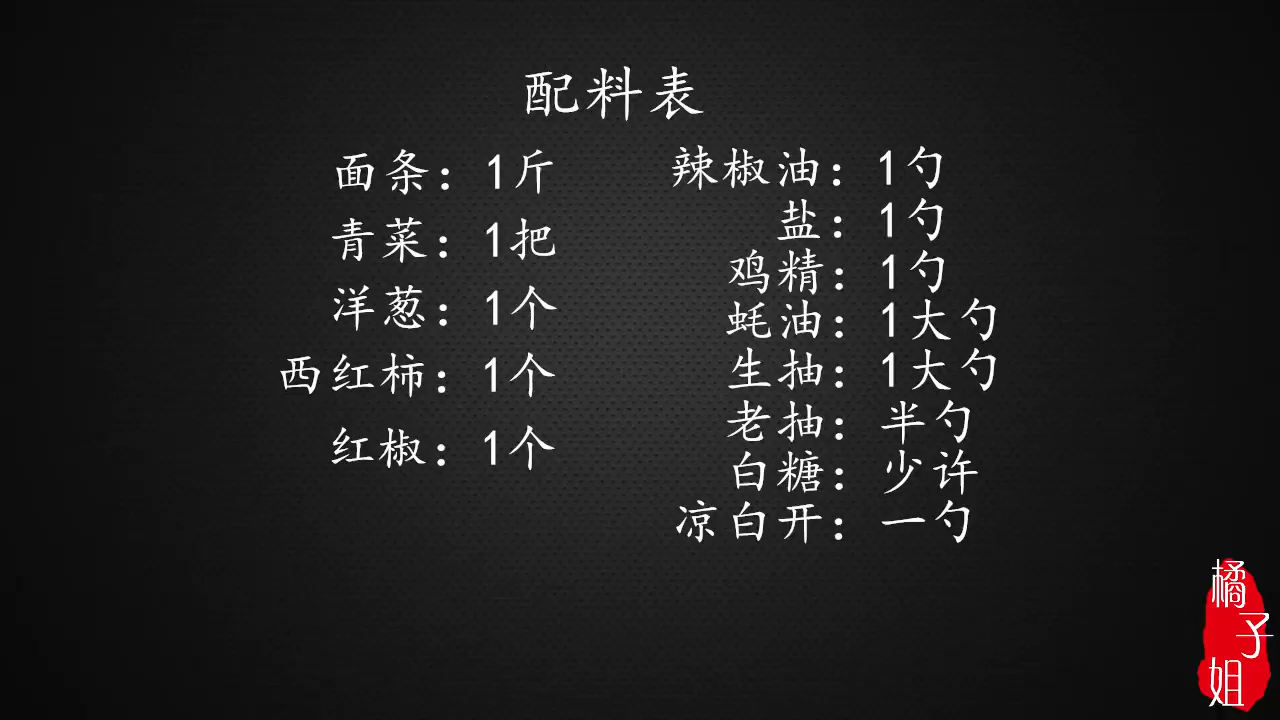 配料表
面条：1斤
青菜：1把
洋葱：1个
西红柿：1个
红椒：1个
辣椒油：1勺
盐：1勺
鸡精：1勺
蚝油：1大勺
生抽：1大勺
老抽：半勺
白糖：少许
凉白开：一勺
橘子姐